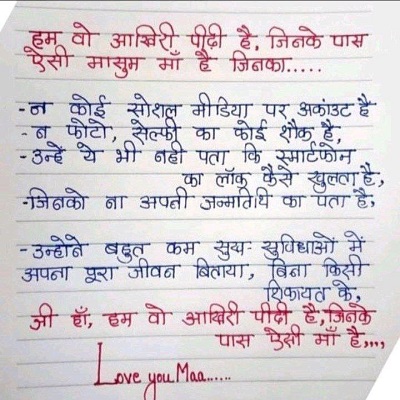 हम वो आखिरी पीढ़ी है, जिनके पास
ऐसी मासुम माँ है जिनका.....
-न कोई सोशल मीडिया पर अकांउट है
-न फोटो, सेल्फी का कोई शौक है,
-उन्हें ये भी नही पता कि स्मार्टफोन
का लॉक कैसे खुलता है,
-जिनको ना अपनी जन्मतिथि का पता है,
-उन्होंने बहुत कम सुख- सुविधाओं में
अपना पूरा जीवन बिताया, बिना किसी
शिकायत के,
जी हाँ, हम वो आखिरी पीढ़ी है,जिनके
पास ऐसी माँ है,,,,
Love you Maa......